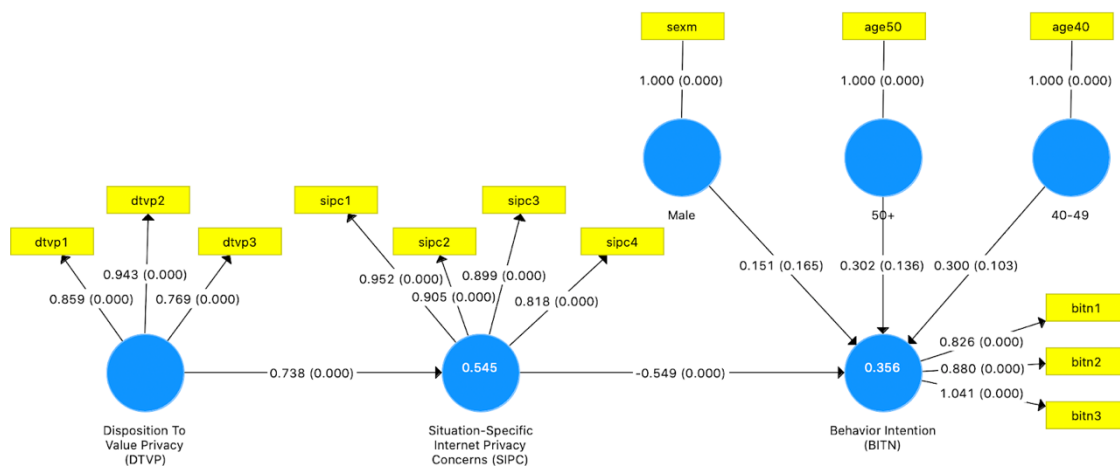 sexm
age50
age40
1.000 (0.000)
1.000 (0.000)
1.000 (0.000)
Male
50+
40-49
dtvp1
dtvp2
dtvp3
0.859 (0.000)
0.943 (0.000)
0.769 (0.000)
sipc1
sipc2
sipc3
sipc4
0.952 (0.000)
0.905 (0.000)
0.899 (0.000)
0.818 (0.000)
0.151 (0.165)
0.302 (0.136)
0.300 (0.103)
0.738 (0.000)
0.545
-0.549 (0.000)
0.356
0.826 (0.000)
0.880 (0.000)
1.041 (0.000)
bitn1
bitn2
bitn3
Disposition To
Value Privacy
(DTVP)
Situation-Specific
Internet Privacy
Concerns (SIPC)
Behavior Intention
(BITN)